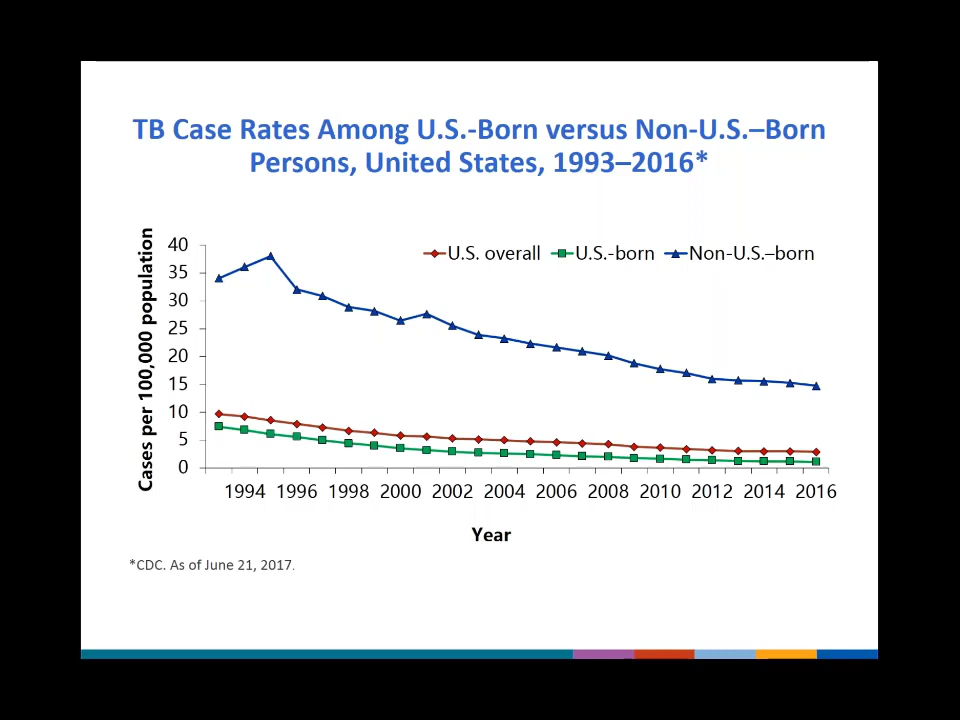 TB Case Rates Among U.S.-Born versus Non-U.S.–Born
Persons, United States, 1993–2016*
Cases per 100,000 population
40
35
30
25
20
15
10
5
0
U.S. overall
U.S.-born
Non-U.S.–born
1994 1996 1998 2000 2002 2004 2006 2008 2010 2012 2014 2016
Year
*CDC. As of June 21, 2017.